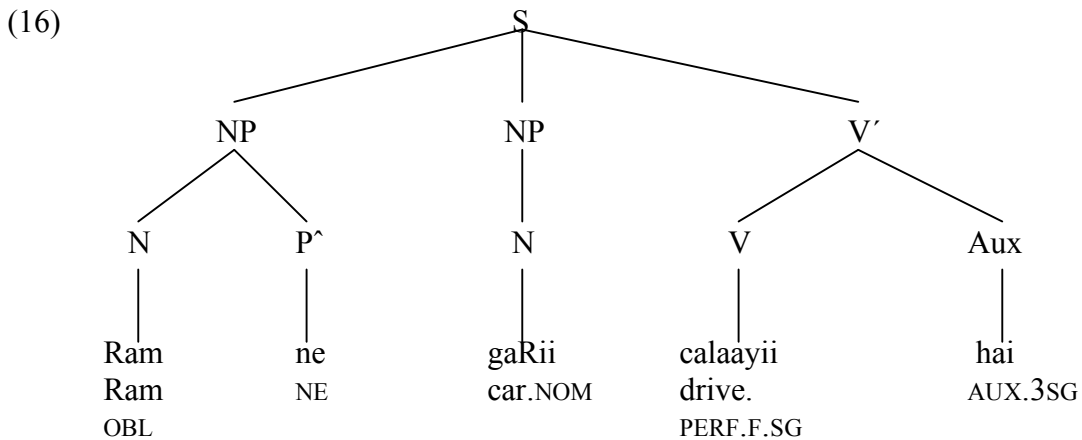 (16) S
NP NP V´
N Pˆ N V Aux
Ram ne gaRii calaayii hai
Ram NE car.NOM drive. AUX.3SG
OBL PERF.F.SG